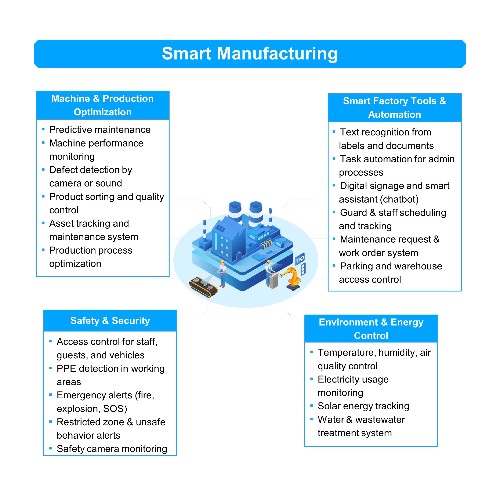 Smart Manufacturing
Machine & Production
Optimization
▪ Predictive maintenance
▪ Machine performance
monitoring
▪ Defect detection by
camera or sound
▪ Product sorting and quality
control
▪ Asset tracking and
maintenance system
▪ Production process
optimization
Smart Factory Tools &
Automation
▪ Text recognition from
labels and documents
▪ Task automation for admin
processes
▪ Digital signage and smart
assistant (chatbot)
▪ Guard & staff scheduling
and tracking
▪ Maintenance request &
work order system
▪ Parking and warehouse
access control
Safety & Security
▪ Access control for staff,
guests, and vehicles
▪ PPE detection in working
areas
▪ Emergency alerts (fire,
explosion, SOS)
▪ Restricted zone & unsafe
behavior alerts
▪ Safety camera monitoring
Environment & Energy
Control
▪ Temperature, humidity, air
quality control
▪ Electricity usage
monitoring
▪ Solar energy tracking
▪ Water & wastewater
treatment system